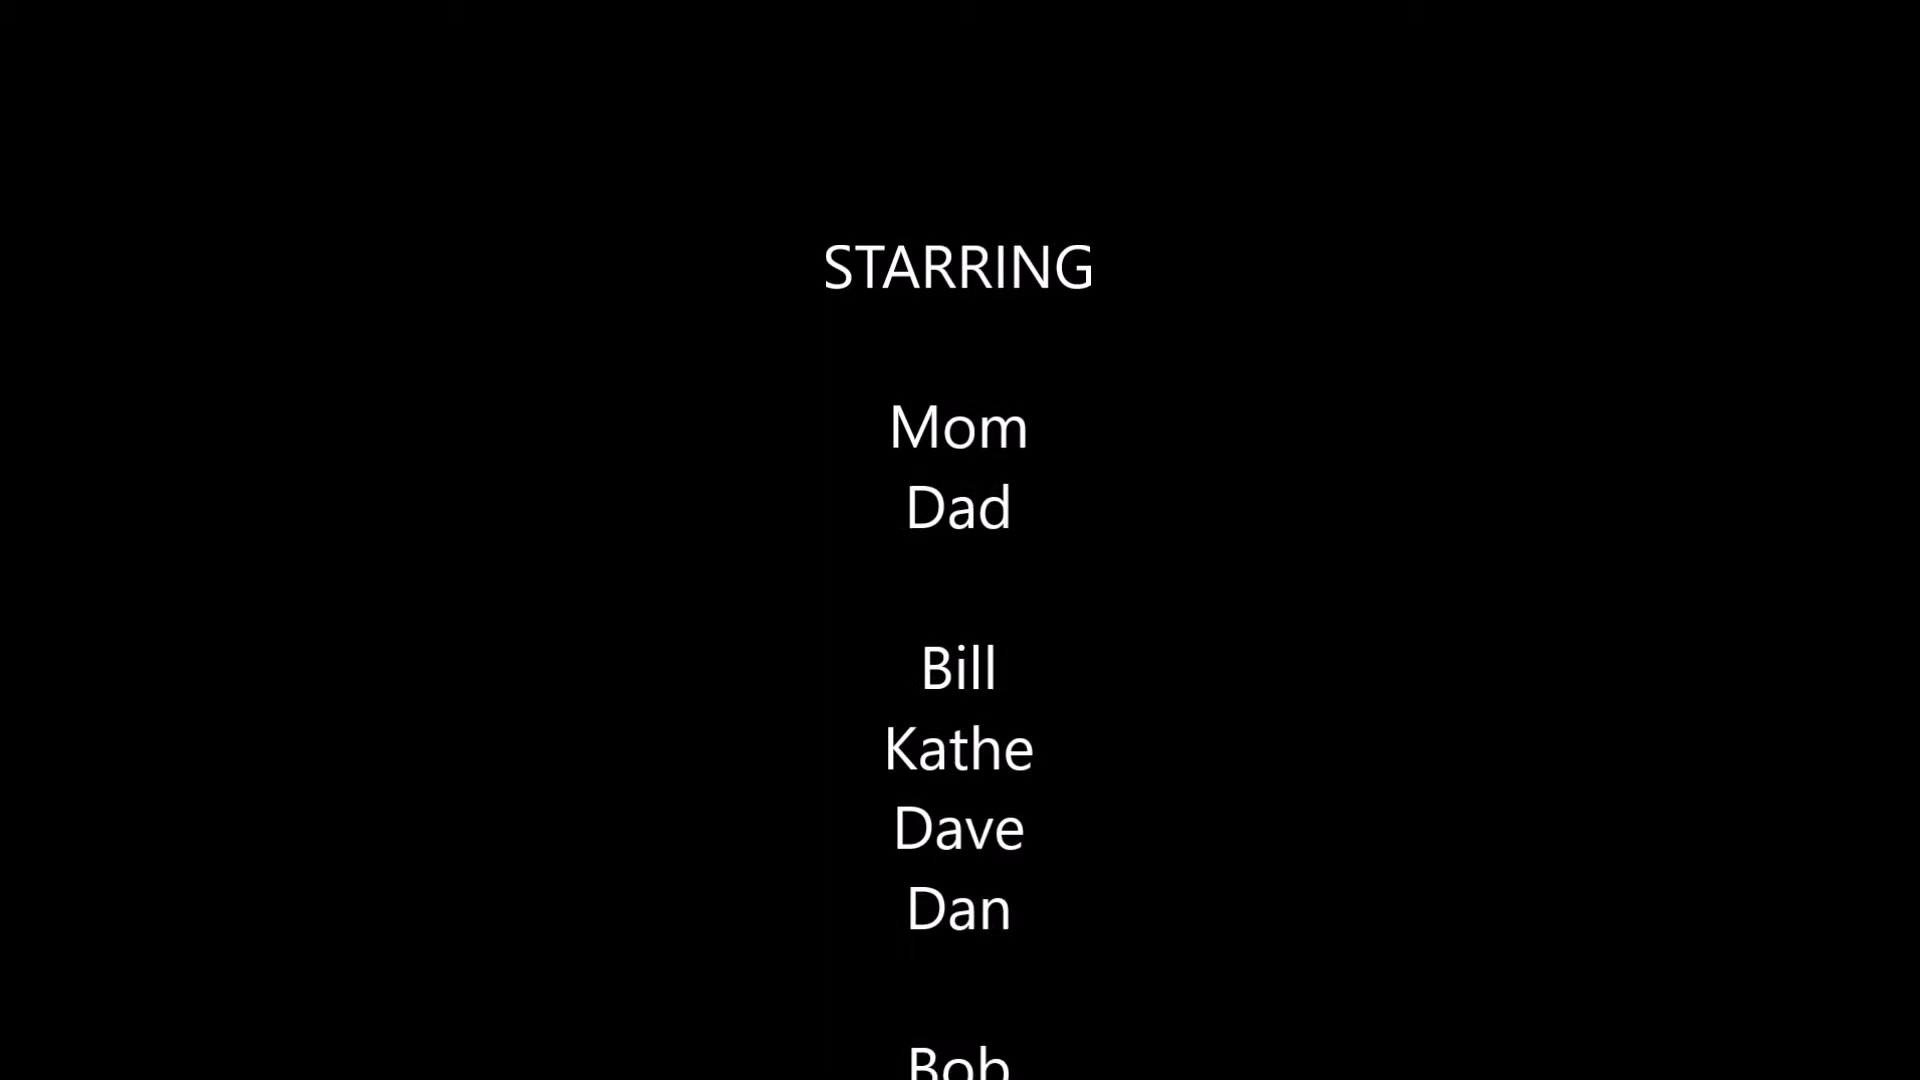 STARRING
Mom
Dad
Bill
Kathe
Dave
Dan
Bob